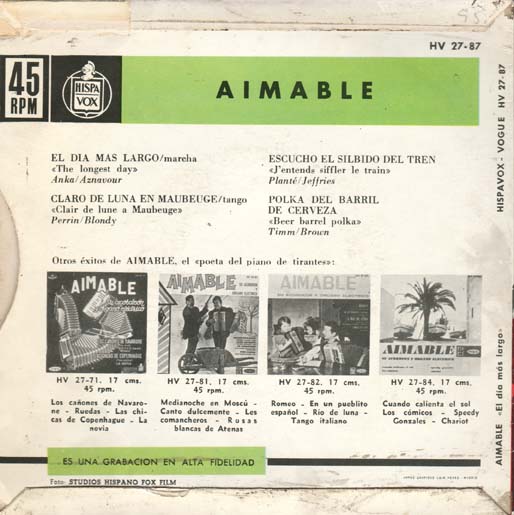 95.
HV 27-87
45
RPM
HISPA
VOX
AIMABLE
EL DIA MAS LARGO/marcha
«The longest day»
Anka/Aznavour
CLARO DE LUNA EN MAUBEUGE/tango
«Clair de lune a Maubeuge»
Perrin/Blondy
ESCUCHO EL SILBIDO DEL TREN
«J'entends siffler le train»
Planté/Jeffries
POLKA DEL BARRIL
DE CERVEZA
«Beer barrel polka»
Timm/Brown
Otros éxitos de AIMABLE, el «poeta del piano de tirantes»:
AIMABLE
AIMABLE
AIMABLE
AIMABLE
HV 27-71. 17 cms.
45 rpm.
Los cañones de Navaro-
ne - Ruedas - Las chi-
cas de Copenhague - La
novia
HV 27-81. 17 cms.
45 rpm.
Medianoche en Moscú -
Canto dulcemente - Les
comancheros - Rosas
blancas de Atenas
HV 27-82. 17 cms.
45 rpm.
Romeo - En un pueblito
español - Río de luna -
Tango italiano
HV 27-84. 17 cms.
45 rpm.
Cuando calienta el sol
Los cómicos - Speedy
Gonzales - Chariot
ES UNA GRABACION EN ALTA FIDELIDAD
Foto: STUDIOS HISPANO FOX FILM
HISPAVOX - VOGUE HV 27-87
AIMABLE «El día más largo»